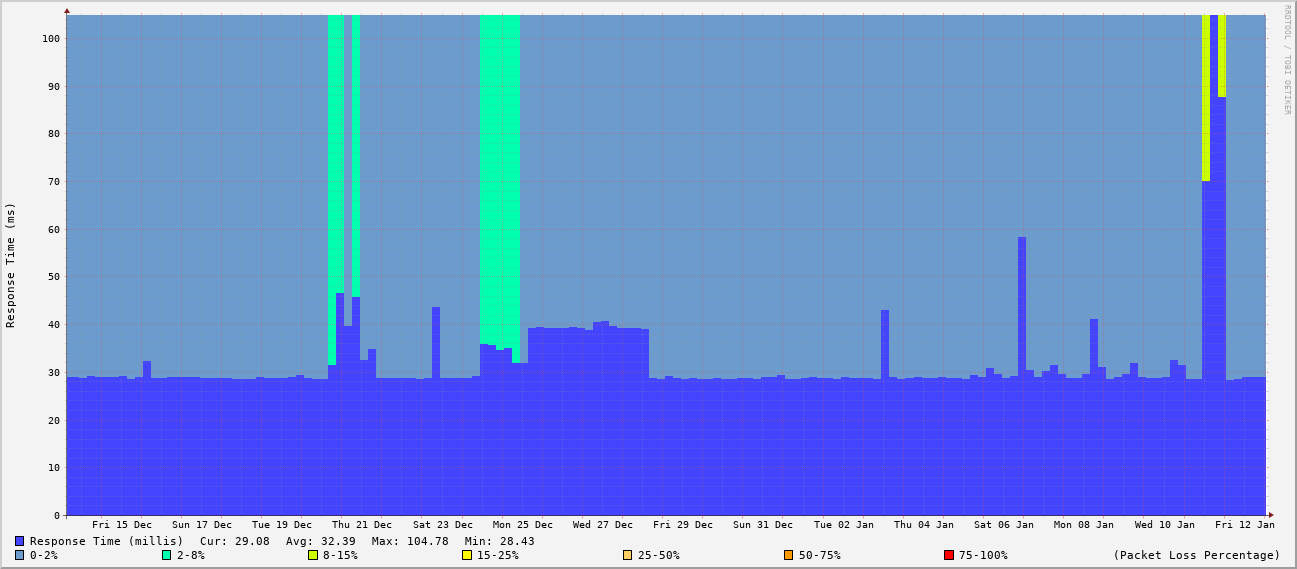 RRDTOOL / TOBI OETIKER
Response Time (ms)
100
90
80
70
60
50
40
30
20
10
0
Fri 15 Dec Sun 17 Dec Tue 19 Dec Thu 21 Dec Sat 23 Dec Mon 25 Dec Wed 27 Dec Fri 29 Dec Sun 31 Dec Tue 02 Jan Thu 04 Jan Sat 06 Jan Mon 08 Jan Wed 10 Jan Fri 12 Jan
Response Time (millis) Cur: 29.08 Avg: 32.39 Max: 104.78 Min: 28.43
0-2% 2-8% 8-15% 15-25% 25-50% 50-75% 75-100% (Packet Loss Percentage)